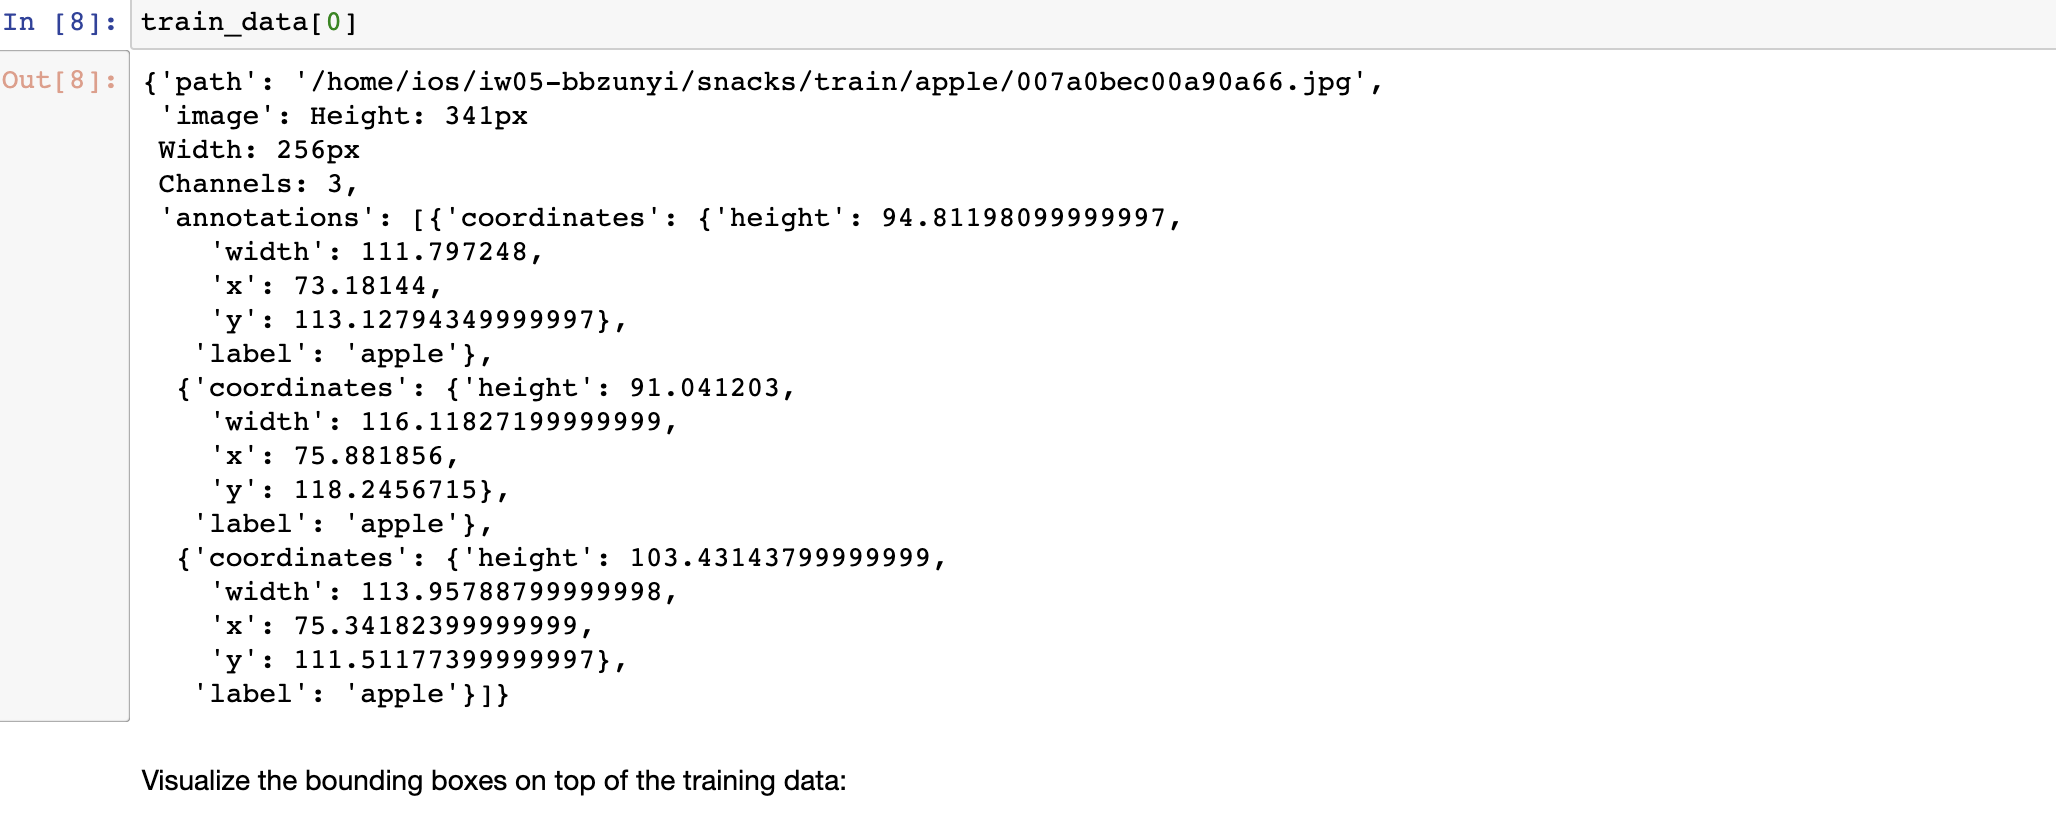 In [8]: train_data[0]
Out[8]: {'path': '/home/ios/iw05-bbzunyi/snacks/train/apple/007a0bec00a90a66.jpg',
'image': Height: 341px
Width: 256px
Channels: 3,
'annotations': [{'coordinates': {'height': 94.81198099999997,
'width': 111.797248,
'x': 73.18144,
'y': 113.12794349999997},
'label': 'apple'},
{'coordinates': {'height': 91.041203,
'width': 116.11827199999999,
'x': 75.881856,
'y': 118.2456715},
'label': 'apple'},
{'coordinates': {'height': 103.43143799999999,
'width': 113.95788799999998,
'x': 75.34182399999999,
'y': 111.51177399999997},
'label': 'apple'}]}
Visualize the bounding boxes on top of the training data: